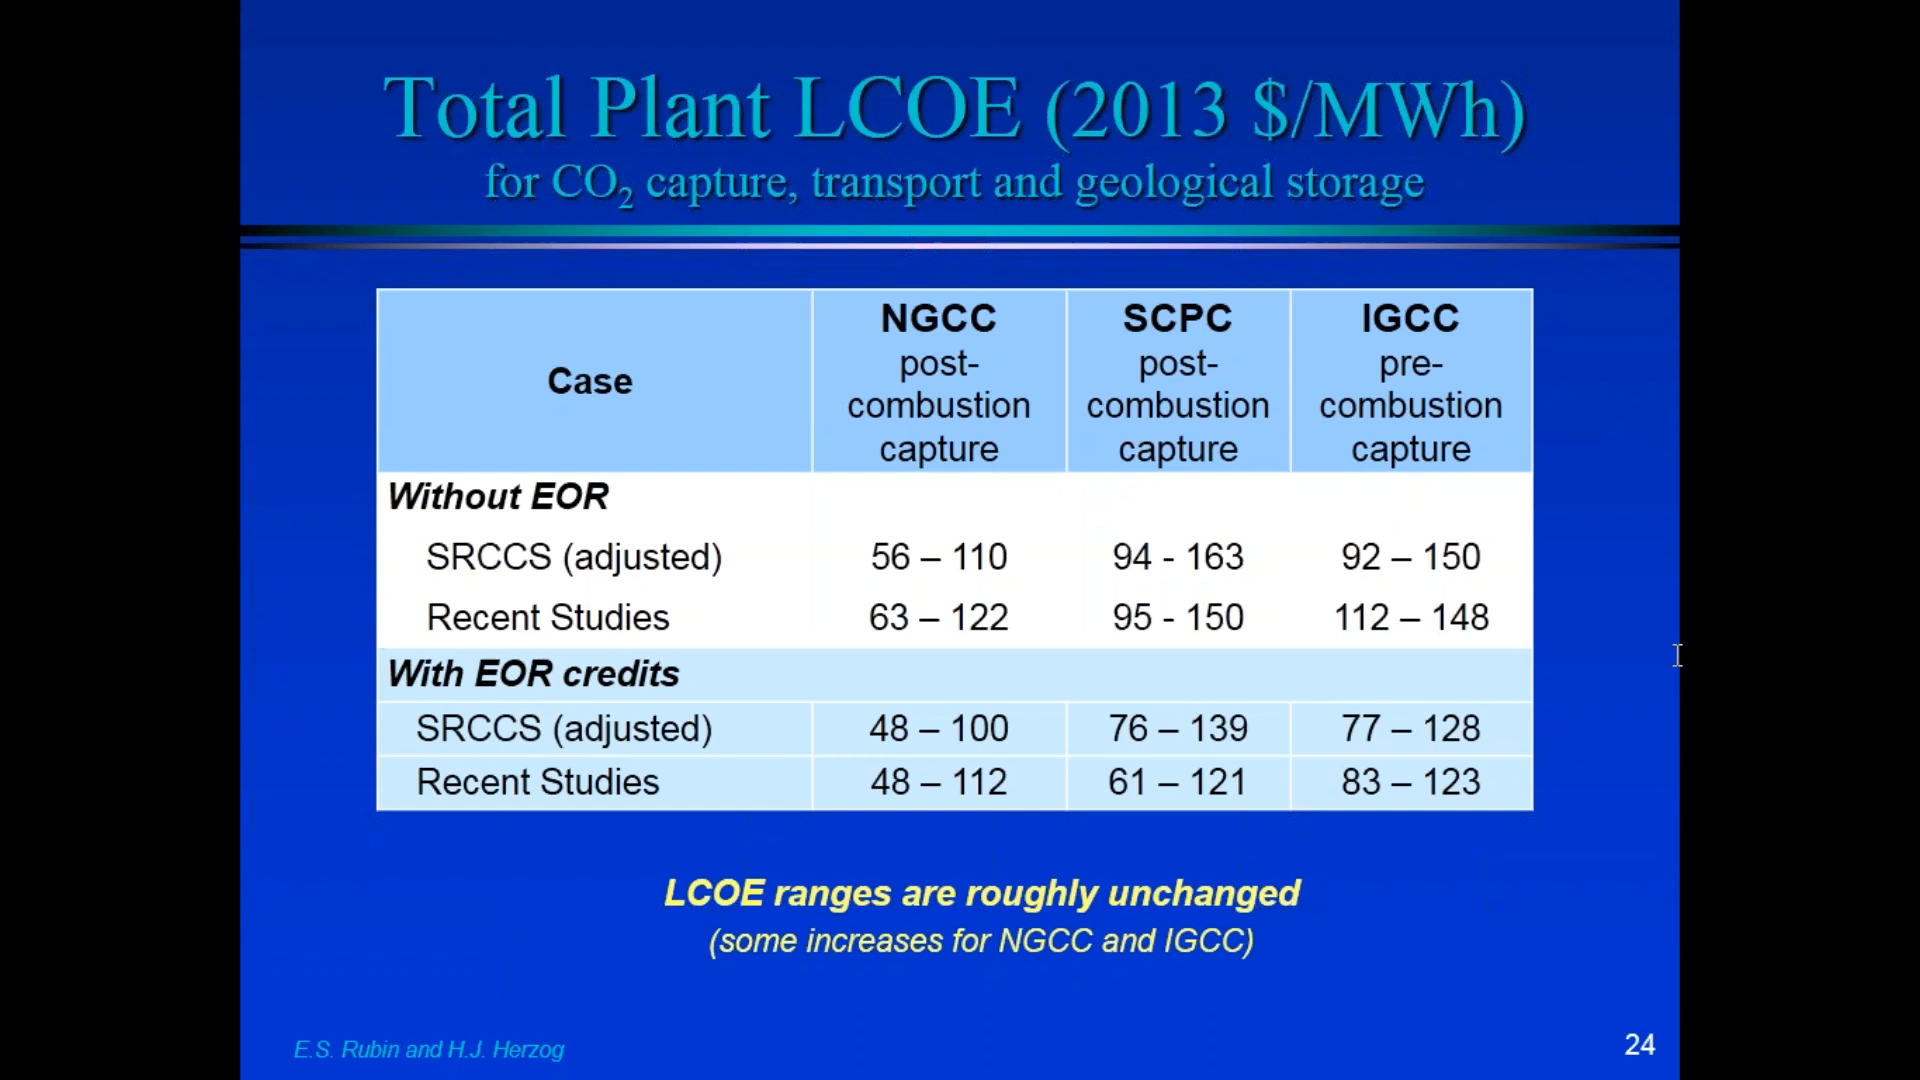 Total Plant LCOE (2013 $/MWh)
for CO₂ capture, transport and geological storage
Case
NGCC
post-
combustion
capture
SCPC
post-
combustion
capture
IGCC
pre-
combustion
capture
Without EOR
SRCCS (adjusted) 56 – 110 94 - 163 92 – 150
Recent Studies 63 – 122 95 - 150 112 – 148
With EOR credits
SRCCS (adjusted) 48 – 100 76 – 139 77 – 128
Recent Studies 48 – 112 61 – 121 83 – 123
LCOE ranges are roughly unchanged
(some increases for NGCC and IGCC)
E.S. Rubin and H.J. Herzog
24